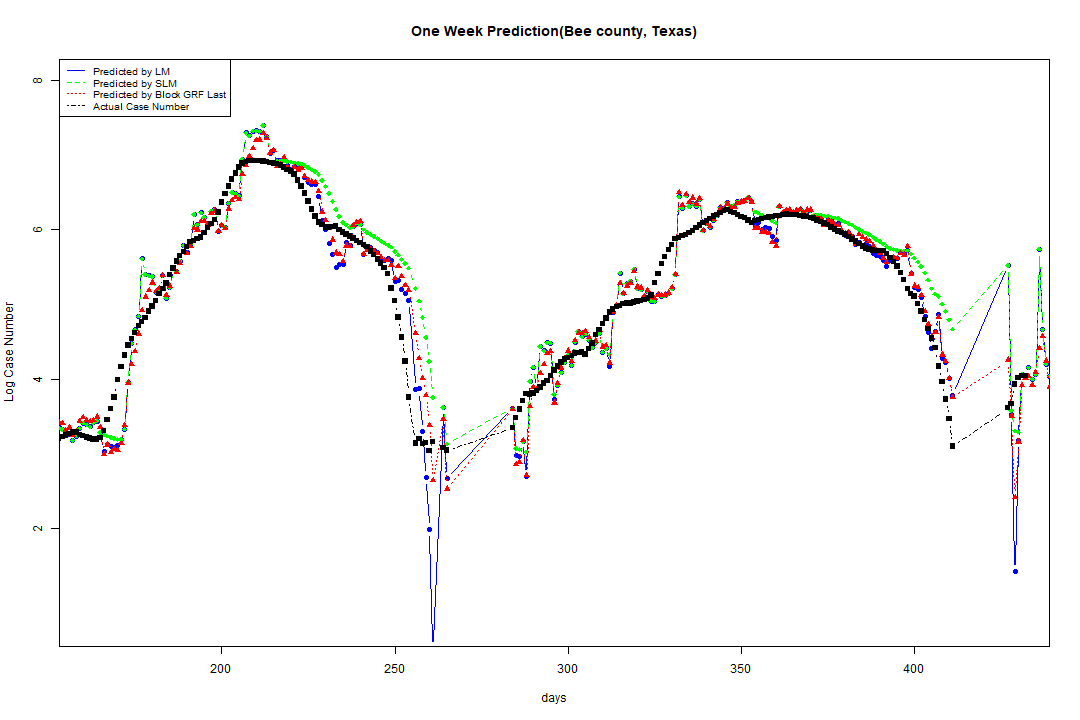 One Week Prediction(Bee county, Texas)
Predicted by LM
Predicted by SLM
Predicted by Block GRF Last
Actual Case Number
Log Case Number
8
6
4
2
200 250 300 350 400
days